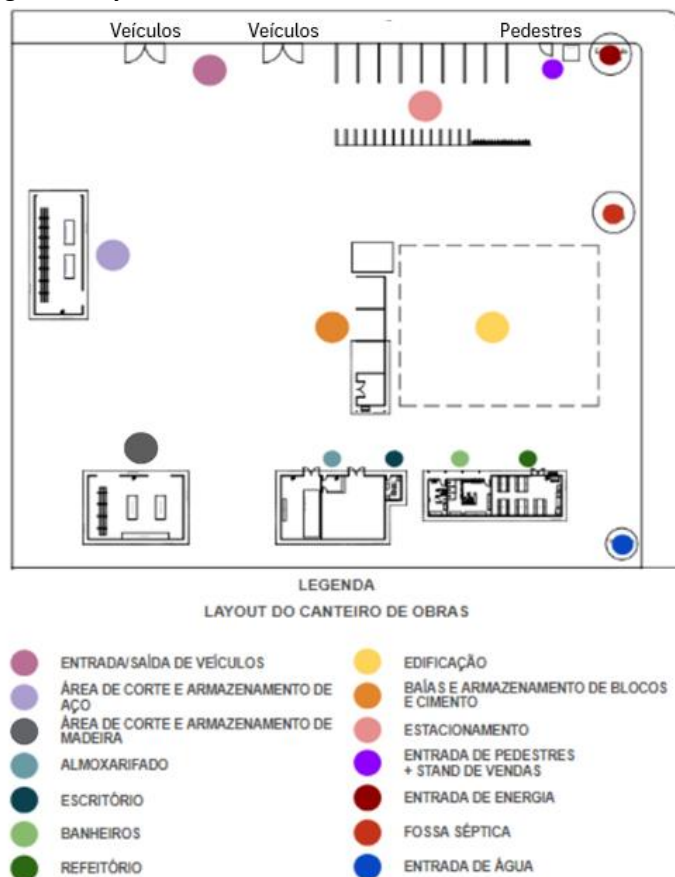 Veículos Veículos Pedestres
LEGENDA
LAYOUT DO CANTEIRO DE OBRAS
ENTRADA/SAÍDA DE VEÍCULOS
ÁREA DE CORTE E ARMAZENAMENTO DE
AÇO
ÁREA DE CORTE E ARMAZENAMENTO DE
MADEIRA
ALMOXARIFADO
ESCRITÓRIO
BANHEIROS
REFEITÓRIO
EDIFICAÇÃO
BAÍAS E ARMAZENAMENTO DE BLOCOS
E CIMENTO
ESTACIONAMENTO
ENTRADA DE PEDESTRES
+ STAND DE VENDAS
ENTRADA DE ENERGIA
FOSSA SÉPTICA
ENTRADA DE ÁGUA